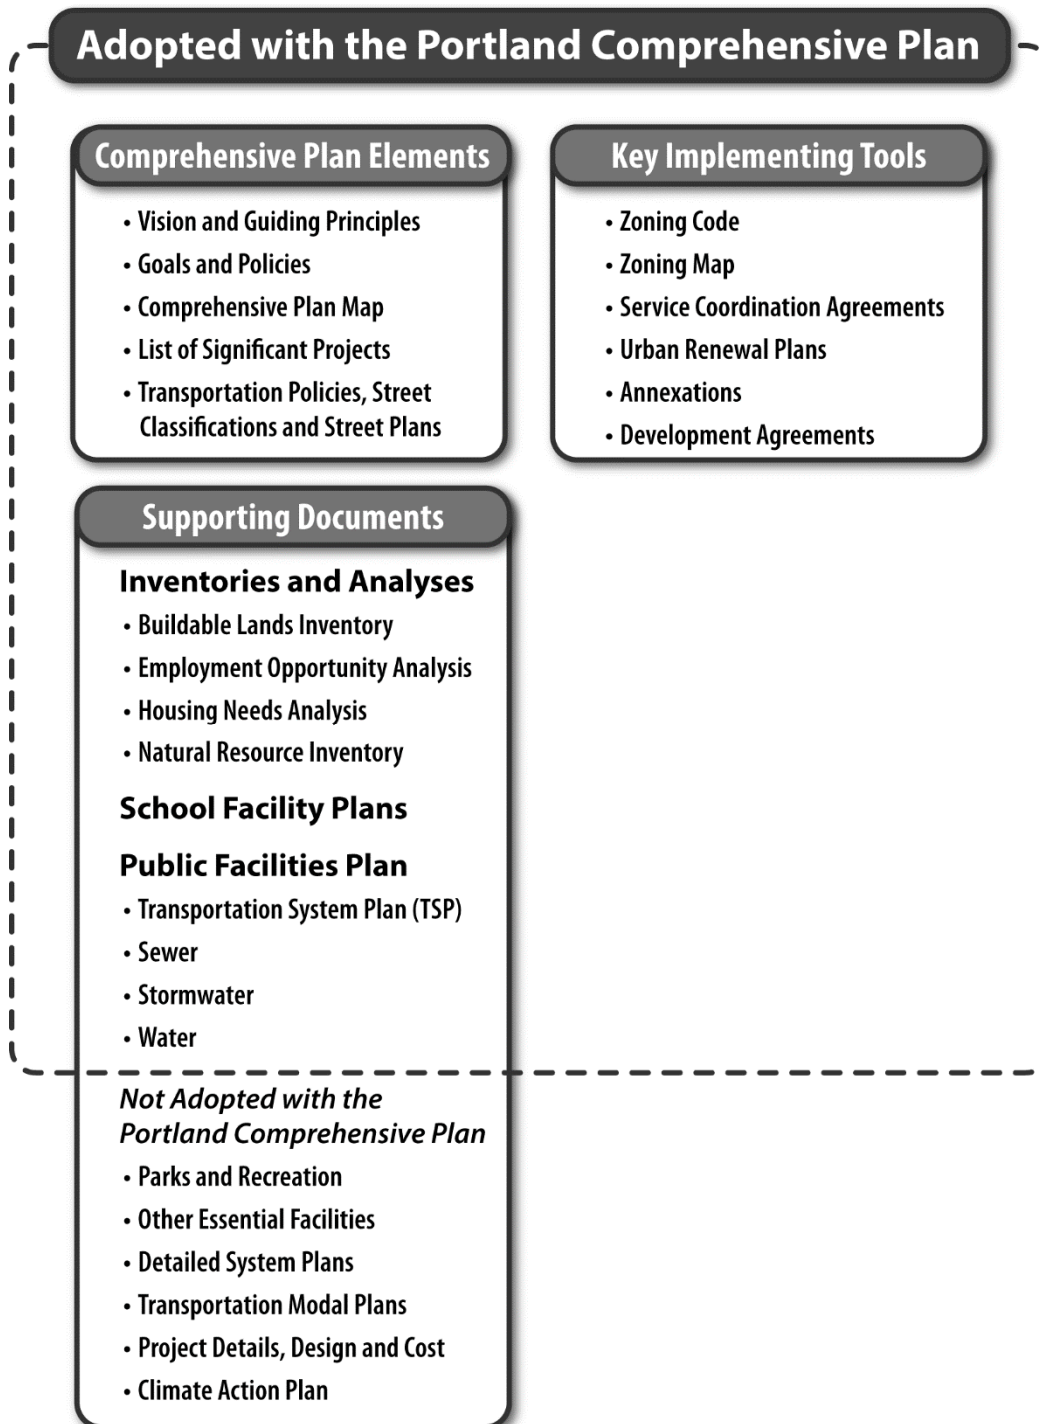 Adopted with the Portland Comprehensive Plan
Comprehensive Plan Elements
• Vision and Guiding Principles
• Goals and Policies
• Comprehensive Plan Map
• List of Significant Projects
• Transportation Policies, Street
Classifications and Street Plans
Key Implementing Tools
• Zoning Code
• Zoning Map
• Service Coordination Agreements
• Urban Renewal Plans
• Annexations
• Development Agreements
Supporting Documents
Inventories and Analyses
• Buildable Lands Inventory
• Employment Opportunity Analysis
• Housing Needs Analysis
• Natural Resource Inventory
School Facility Plans
Public Facilities Plan
• Transportation System Plan (TSP)
• Sewer
• Stormwater
• Water
Not Adopted with the
Portland Comprehensive Plan
• Parks and Recreation
• Other Essential Facilities
• Detailed System Plans
• Transportation Modal Plans
• Project Details, Design and Cost
• Climate Action Plan